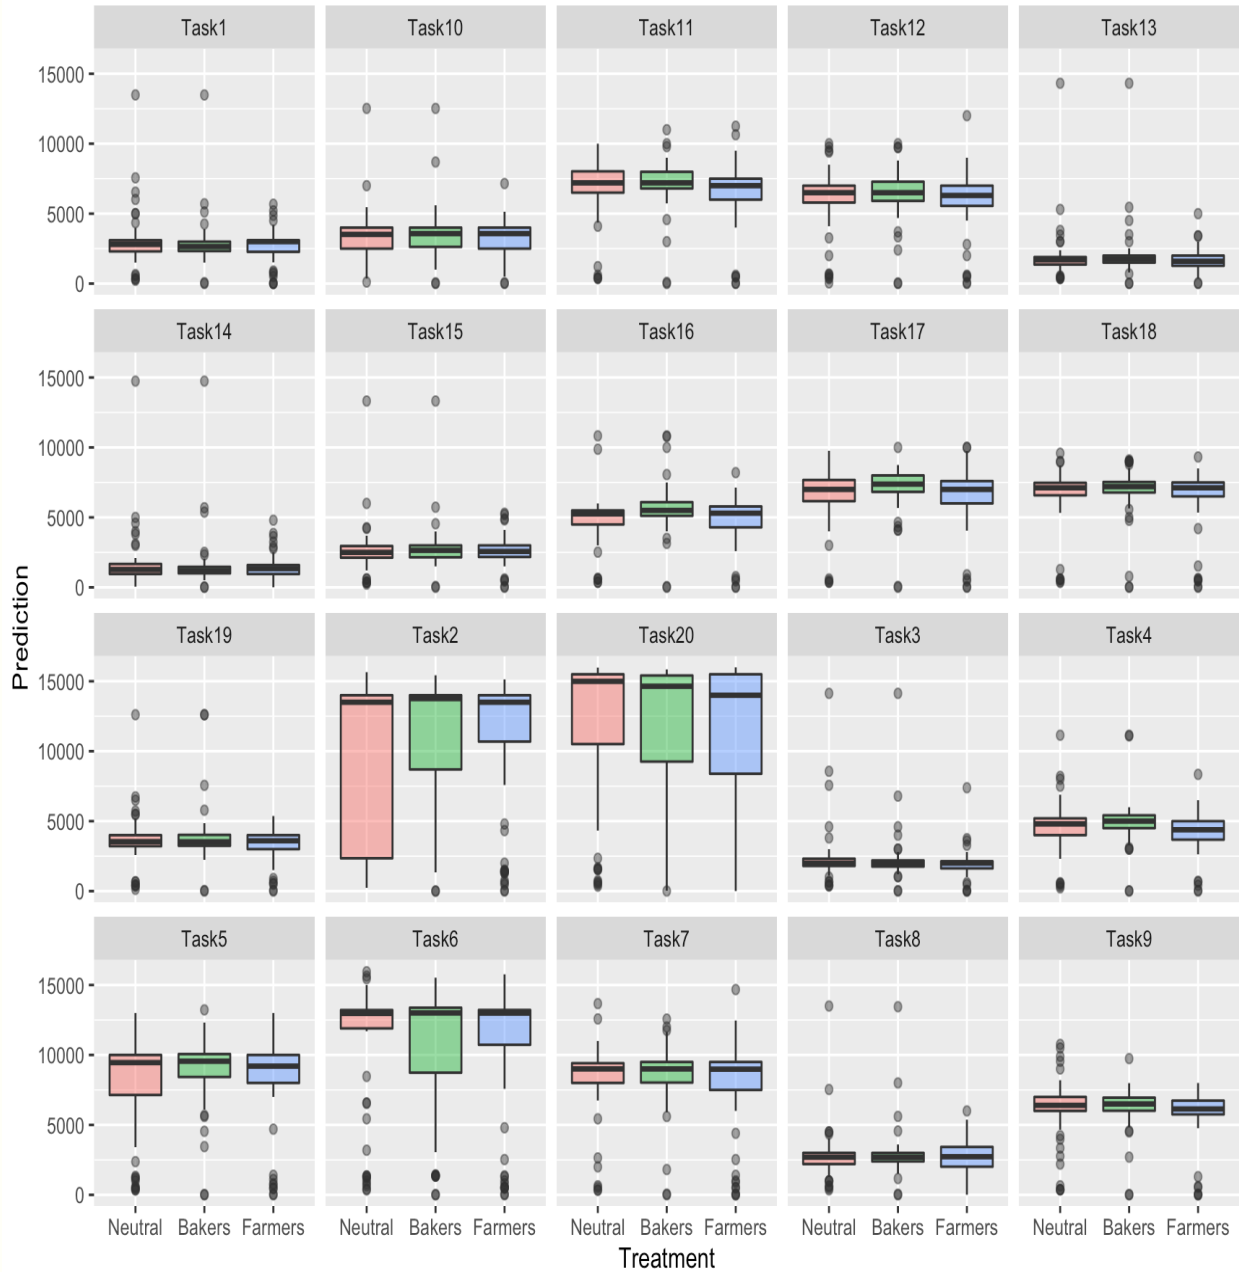 Task1 Task10 Task11 Task12 Task13
15000
10000
5000
0
Task14 Task15 Task16 Task17 Task18
15000
10000
5000
0
Task19 Task2 Task20 Task3 Task4
15000
10000
5000
0
Task5 Task6 Task7 Task8 Task9
15000
10000
5000
0
Neutral Bakers Farmers Neutral Bakers Farmers Neutral Bakers Farmers Neutral Bakers Farmers Neutral Bakers Farmers
Treatment
Prediction